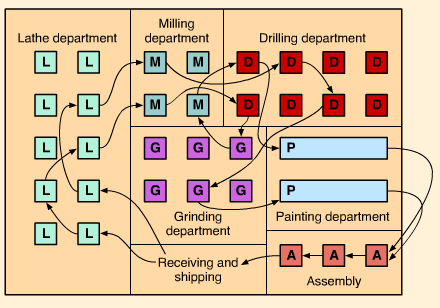 Lathe department
Milling
department
Drilling department
L L M M D D D D
L L M M D D D D
L L G G G P
L L G G G P
Grinding
department
Painting department
L L
Receiving and
shipping
A A A
Assembly